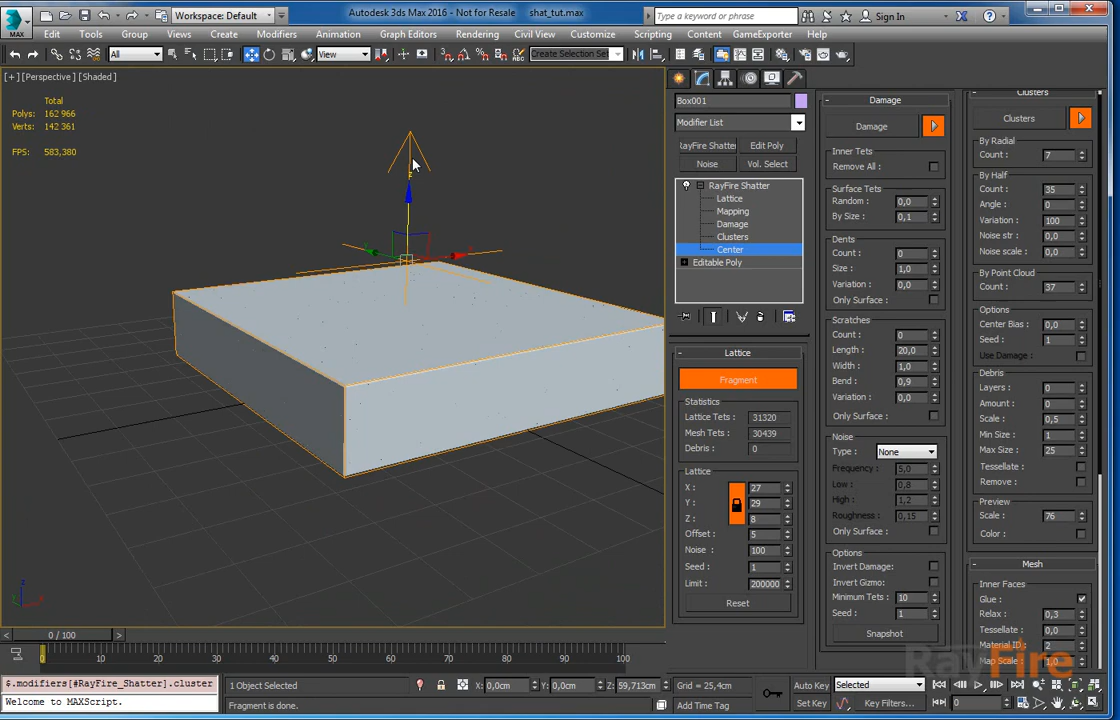 MAX
Workspace: Default
Autodesk 3ds Max 2016 - Not for Resale shat_tut.max
Type a keyword or phrase
Sign In
Edit Tools Group Views Create Modifiers Animation Graph Editors Rendering Civil View Customize Scripting Content GameExporter Help
All
View
Create Selection Se
[+] [Perspective] [Shaded]
Total
Polys: 162 966
Verts: 142 361
FPS: 583,380
z
Box001
Modifier List
RayFire Shatter Edit Poly
Noise Vol. Select
RayFire Shatter
Lattice
Mapping
Damage
Clusters
Center
Editable Poly
Lattice
Fragment
Statistics
Lattice Tets : 31320
Mesh Tets : 30439
Debris : 0
Lattice
X : 27
Y : 29
Z : 8
Offset : 5
Noise : 100
Seed : 1
Limit : 200000
Reset
Damage
Damage
Inner Tets
Remove All :
Surface Tets
Random : 0,0
By Size : 0,1
Dents
Count : 0
Size : 1,0
Variation : 0,0
Only Surface :
Scratches
Count : 0
Length : 20,0
Width : 1,0
Bend : 0,9
Variation : 0,0
Only Surface :
Noise
Type : None
Frequency : 5,0
Low : 0,8
High : 1,2
Roughness : 0,15
Only Surface :
Options
Invert Damage:
Invert Gizmo:
Minimum Tets : 10
Seed : 1
Snapshot
Clusters
Clusters
By Radial
Count : 7
By Half
Count : 35
Angle : 0
Variation : 100
Noise str : 0,0
Noise scale : 0,0
By Point Cloud
Count : 37
Options
Center Bias : 0,0
Seed : 1
Use Damage :
Debris
Layers : 0
Amount : 0
Scale : 0,5
Min Size : 1
Max Size : 25
Tessellate :
Remove :
Preview
Scale : 76
Color :
Mesh
Inner Faces
Glue :
Relax : 0,3
Tessellate : 0,0
Material ID : 2
Map Scale : 1,0
RayFire
0 / 100
0 10 20 30 40 50 60 70 80 90 100
$.modifiers[#RayFire_Shatter].cluster
Welcome to MAXScript.
1 Object Selected
Fragment is done.
X: 0,0cm Y: 0,0cm Z: 59,713cm Grid = 25,4cm
Add Time Tag
Auto Key Selected
Set Key Key Filters...
0